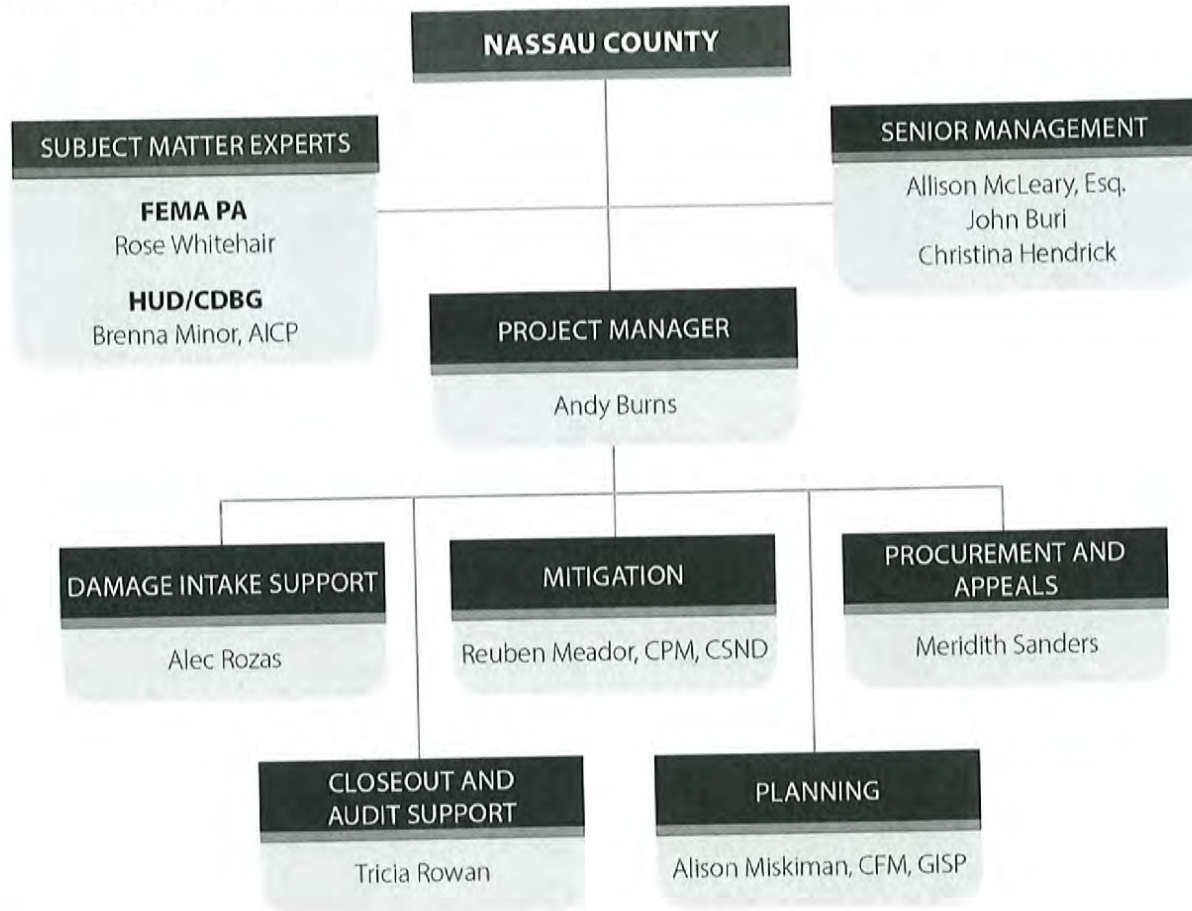 NASSAU COUNTY
SUBJECT MATTER EXPERTS
FEMA PA
Rose Whitehair
HUD/CDBG
Brenna Minor, AICP
SENIOR MANAGEMENT
Allison McLeary, Esq.
John Buri
Christina Hendrick
PROJECT MANAGER
Andy Burns
DAMAGE INTAKE SUPPORT
Alec Rozas
MITIGATION
Reuben Meador, CPM, CSND
PROCUREMENT AND
APPEALS
Meridith Sanders
CLOSEOUT AND
AUDIT SUPPORT
Tricia Rowan
PLANNING
Alison Miskiman, CFM, GISP